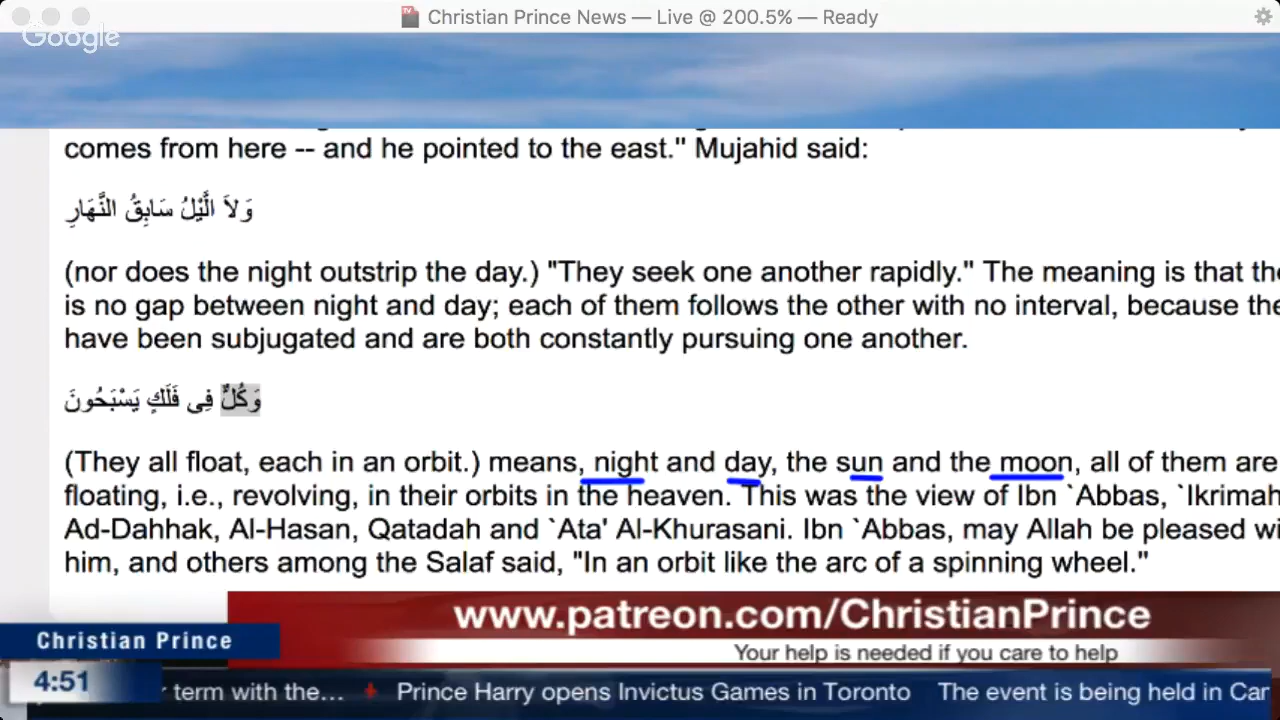 Christian Prince News — Live @ 200.5% — Ready
Google
comes from here -- and he pointed to the east." Mujahid said:
وَلاَ الَّيْلُ سَابِقُ النَّهَارِ
(nor does the night outstrip the day.) "They seek one another rapidly." The meaning is that
is no gap between night and day; each of them follows the other with no interval, because
have been subjugated and are both constantly pursuing one another.
وَكُلٌّ فِى فَلَكٍ يَسْبَحُونَ
(They all float, each in an orbit.) means, night and day, the sun and the moon, all of them are
floating, i.e., revolving, in their orbits in the heaven. This was the view of Ibn `Abbas, `Ikrimah
Ad-Dahhak, Al-Hasan, Qatadah and `Ata' Al-Khurasani. Ibn `Abbas, may Allah be pleased
him, and others among the Salaf said, "In an orbit like the arc of a spinning wheel."
www.patreon.com/ChristianPrince
Christian Prince
Your help is needed if you care to help
4:51
term with the... Prince Harry opens Invictus Games in Toronto The event is being held in